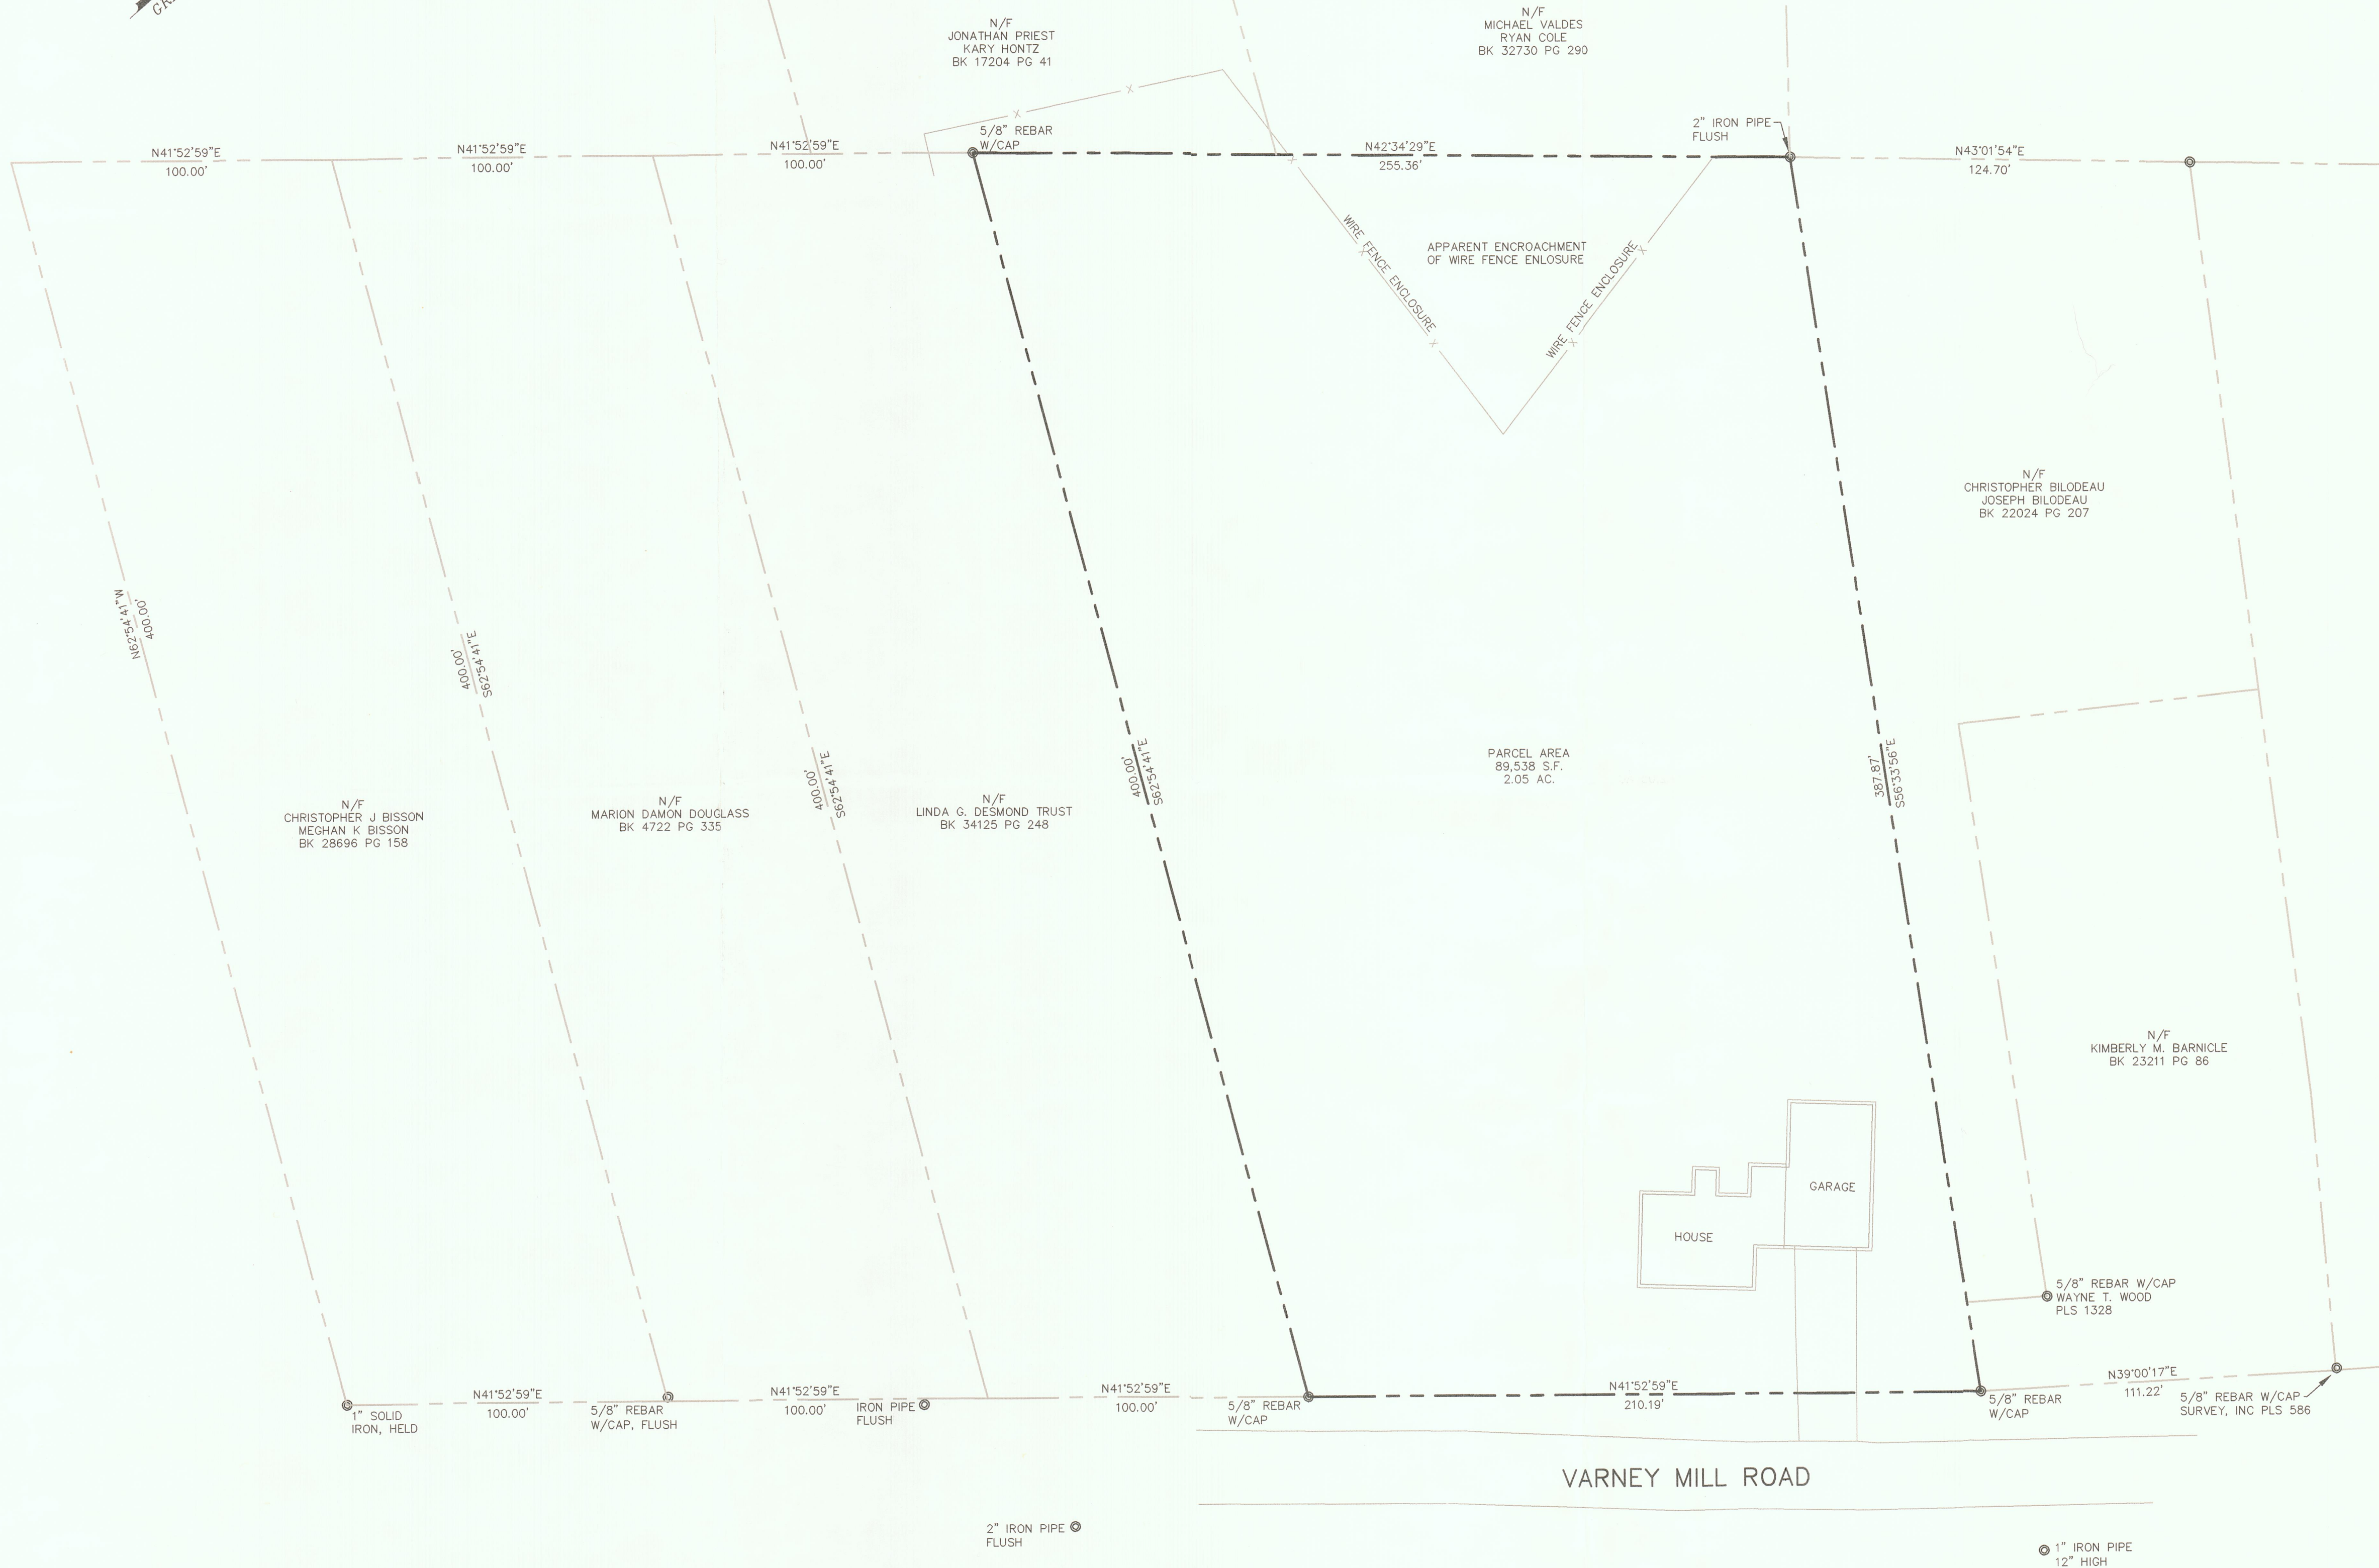 N/F
JONATHAN PRIEST
KARY HONTZ
BK 17204 PG 41
N/F
MICHAEL VALDES
RYAN COLE
BK 32730 PG 290
5/8" REBAR
W/CAP
2" IRON PIPE
FLUSH
N41°52'59"E
100.00'
N41°52'59"E
100.00'
N41°52'59"E
100.00'
N42°34'29"E
255.36'
N43°01'54"E
124.70'
WIRE FENCE ENCLOSURE
APPARENT ENCROACHMENT
OF WIRE FENCE ENLOSURE
WIRE FENCE ENCLOSURE
N/F
CHRISTOPHER BILODEAU
JOSEPH BILODEAU
BK 22024 PG 207
N62°54'41"W
400.00'
400.00'
S62°54'41"E
400.00'
S62°54'41"E
400.00'
S62°54'41"E
PARCEL AREA
89,538 S.F.
2.05 AC.
387.87'
S56°33'56"E
N/F
CHRISTOPHER J BISSON
MEGHAN K BISSON
BK 28696 PG 158
N/F
MARION DAMON DOUGLASS
BK 4722 PG 335
N/F
LINDA G. DESMOND TRUST
BK 34125 PG 248
N/F
KIMBERLY M. BARNICLE
BK 23211 PG 86
GARAGE
HOUSE
5/8" REBAR W/CAP
WAYNE T. WOOD
PLS 1328
1" SOLID
IRON, HELD
N41°52'59"E
100.00'
5/8" REBAR
W/CAP, FLUSH
N41°52'59"E
100.00'
IRON PIPE
FLUSH
N41°52'59"E
100.00'
5/8" REBAR
W/CAP
N41°52'59"E
210.19'
5/8" REBAR
W/CAP
N39°00'17"E
111.22'
5/8" REBAR W/CAP
SURVEY, INC PLS 586
VARNEY MILL ROAD
2" IRON PIPE
FLUSH
1" IRON PIPE
12" HIGH